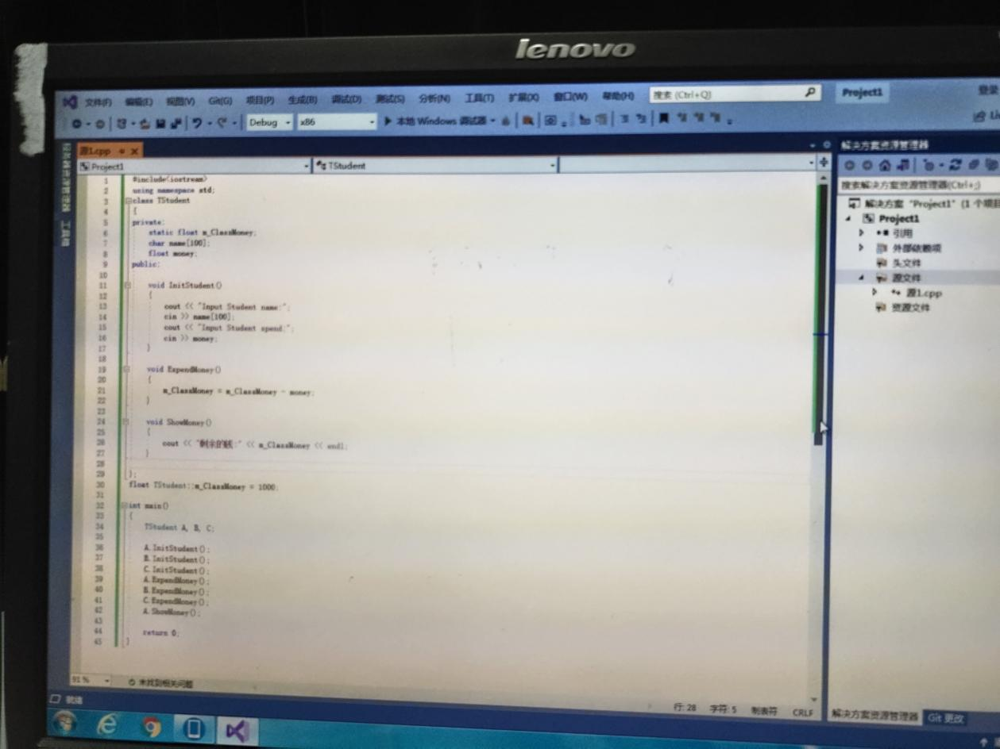 lenovo
文件(F) 编辑(E) 视图(V) Git(G) 项目(P) 生成(B) 调试(D) 测试(S) 分析(N) 工具(T) 扩展(X) 窗口(W) 帮助(H) 搜索 (Ctrl+Q) Project1 登录
Debug x86 本地 Windows 调试器
源1.cpp
解决方案资源管理器
Project1 TStudent
搜索解决方案资源管理器(Ctrl+;)
解决方案 "Project1" (1 个项目
Project1
引用
外部依赖项
头文件
源文件
源1.cpp
资源文件
工具箱
1 #include<iostream>
2 using namespace std;
3 class TStudent
4 {
5 private:
6 static float m_ClassMoney;
7 char name[100];
8 float money;
9 public:
10
11 void InitStudent()
12 {
13 cout << "Input Student name:";
14 cin >> name[100];
15 cout << "Input Student spend:";
16 cin >> money;
17 }
18
19 void ExpendMoney()
20 {
21 m_ClassMoney = m_ClassMoney - money;
22 }
23
24 void ShowMoney()
25 {
26 cout << "剩余的钱:" << m_ClassMoney << endl;
27 }
28
29 };
30 float TStudent::m_ClassMoney = 1000;
31
32 int main()
33 {
34 TStudent A, B, C;
35
36 A.InitStudent();
37 B.InitStudent();
38 C.InitStudent();
39 A.ExpendMoney();
40 B.ExpendMoney();
41 C.ExpendMoney();
42 A.ShowMoney();
43
44 return 0;
45 }
91 % 未找到相关问题
就绪
行: 28 字符: 5 制表符 CRLF
解决方案资源管理器 Git 更改